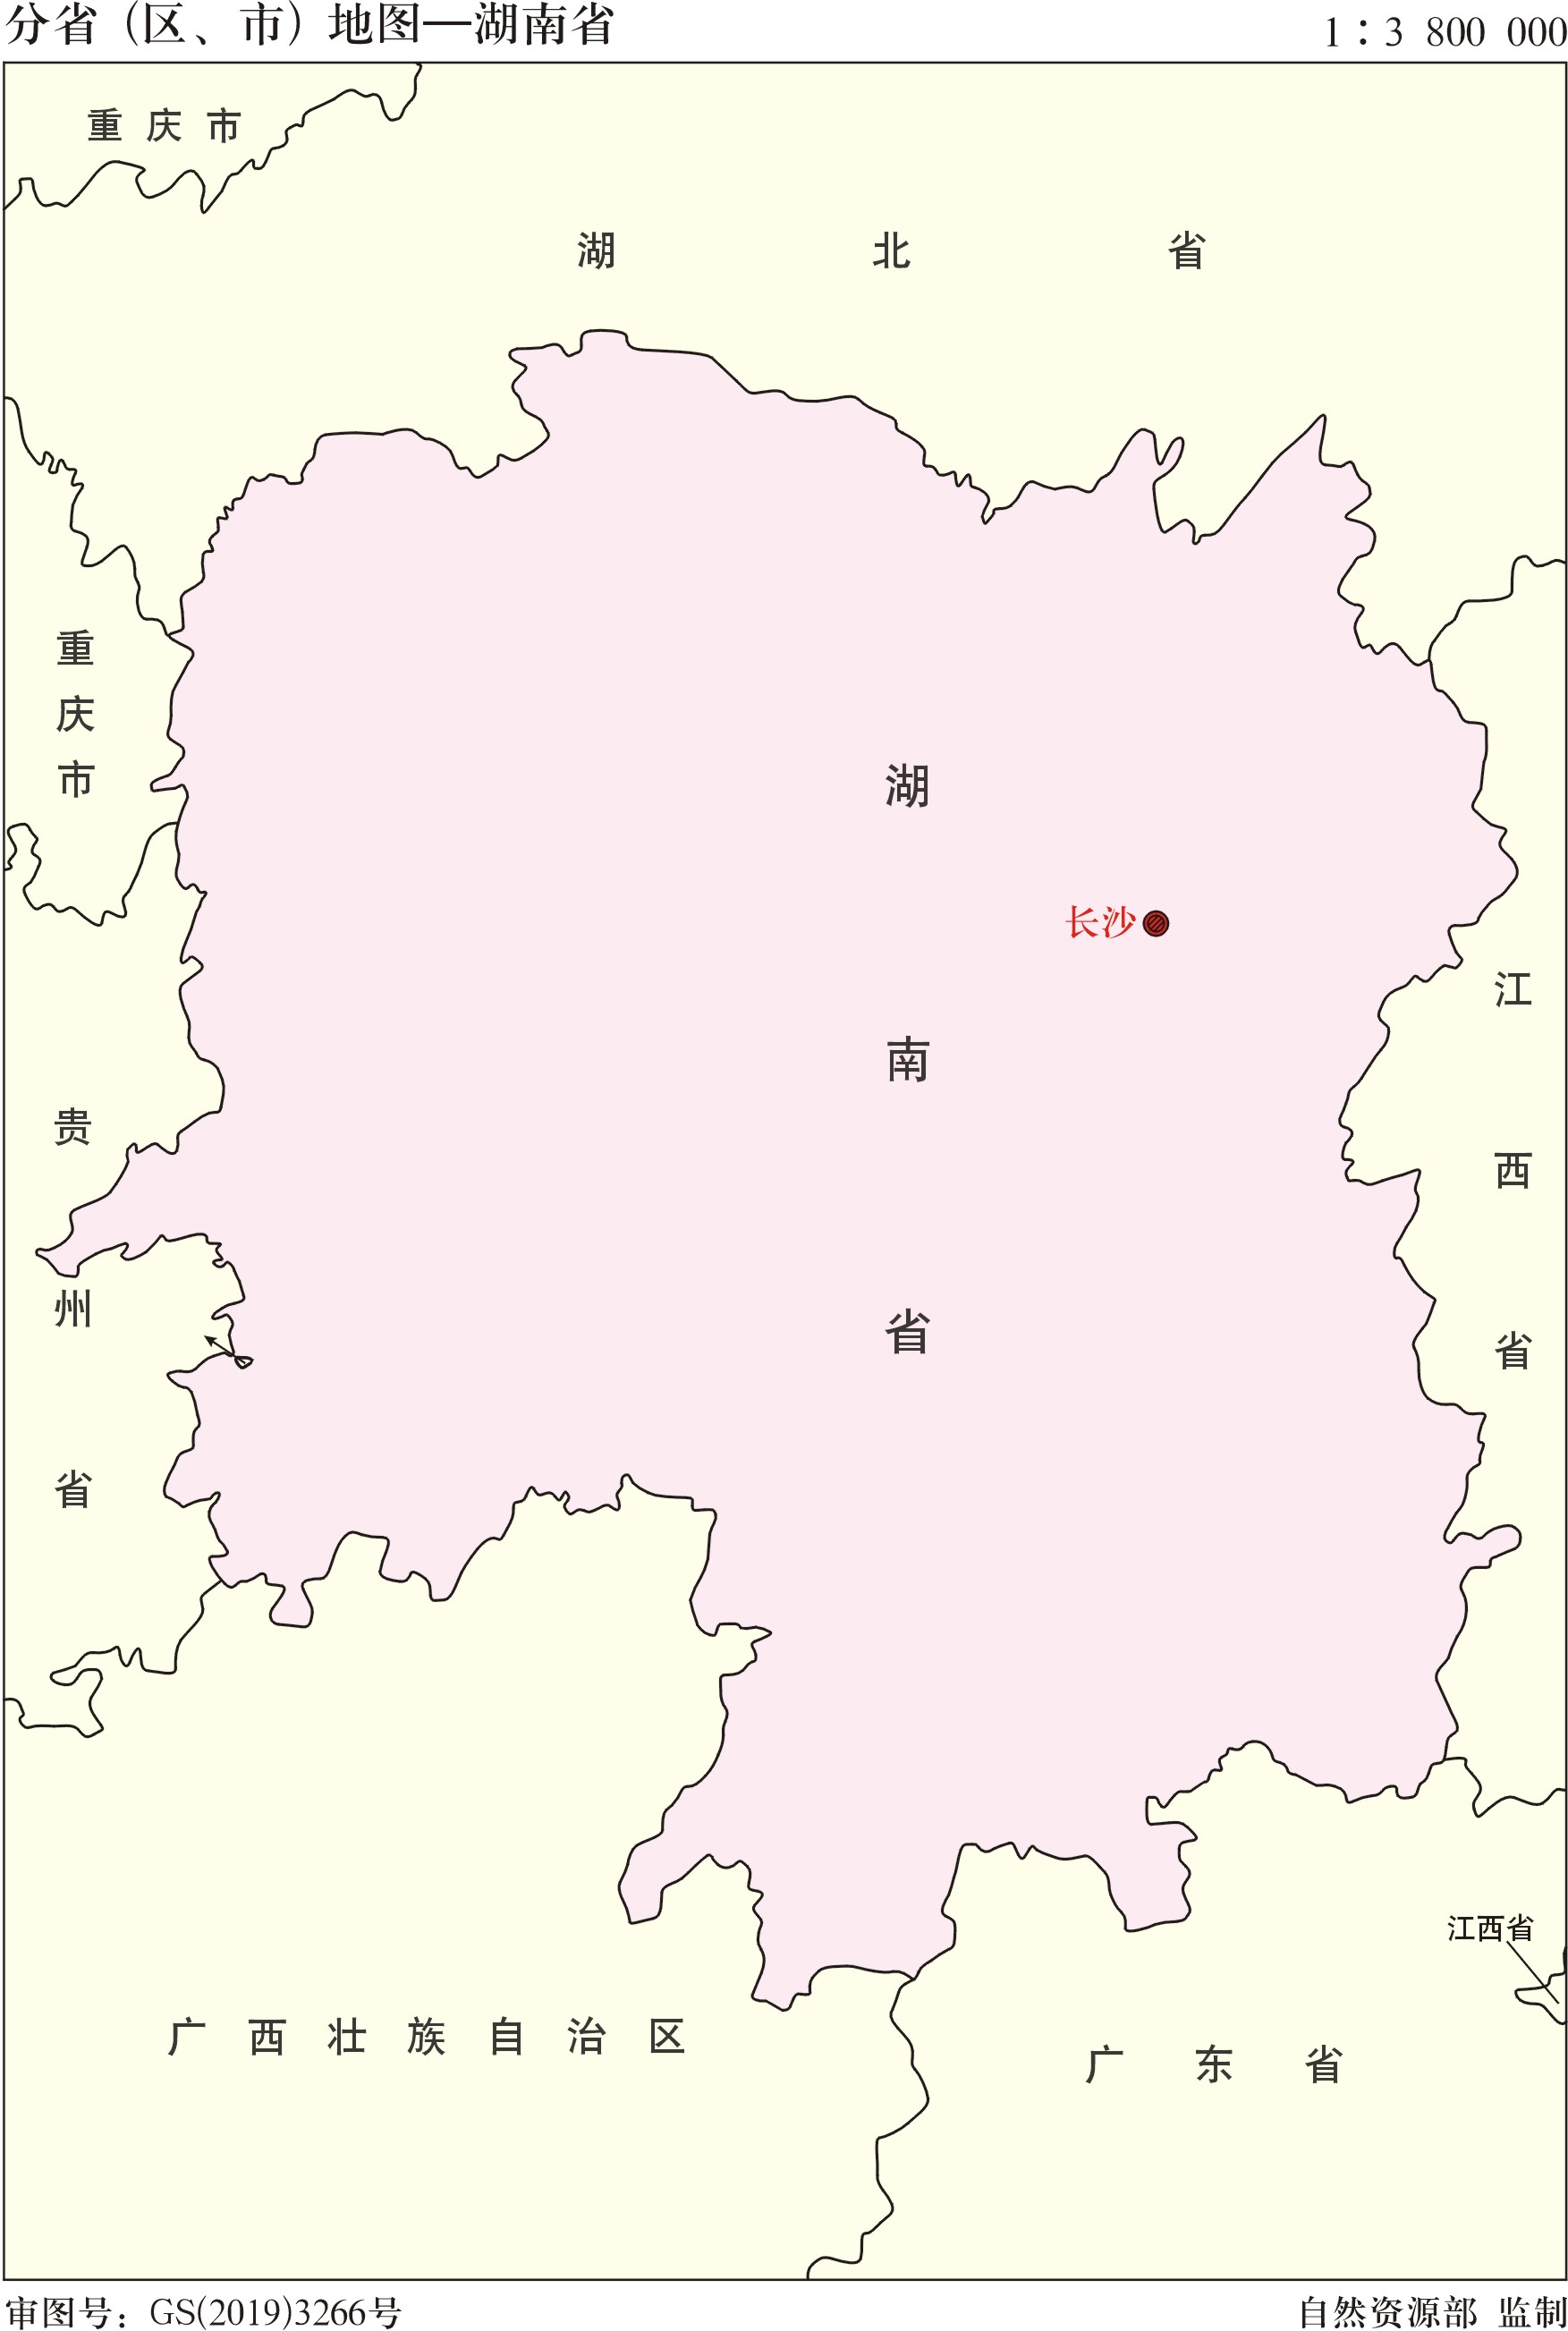 分省（区、市）地图—湖南省
1：3 800 000
重庆市
湖北省
重庆市
湖南省
长沙
江西省
贵州省
江西省
广西壮族自治区
广东省
审图号：GS(2019)3266号
自然资源部 监制